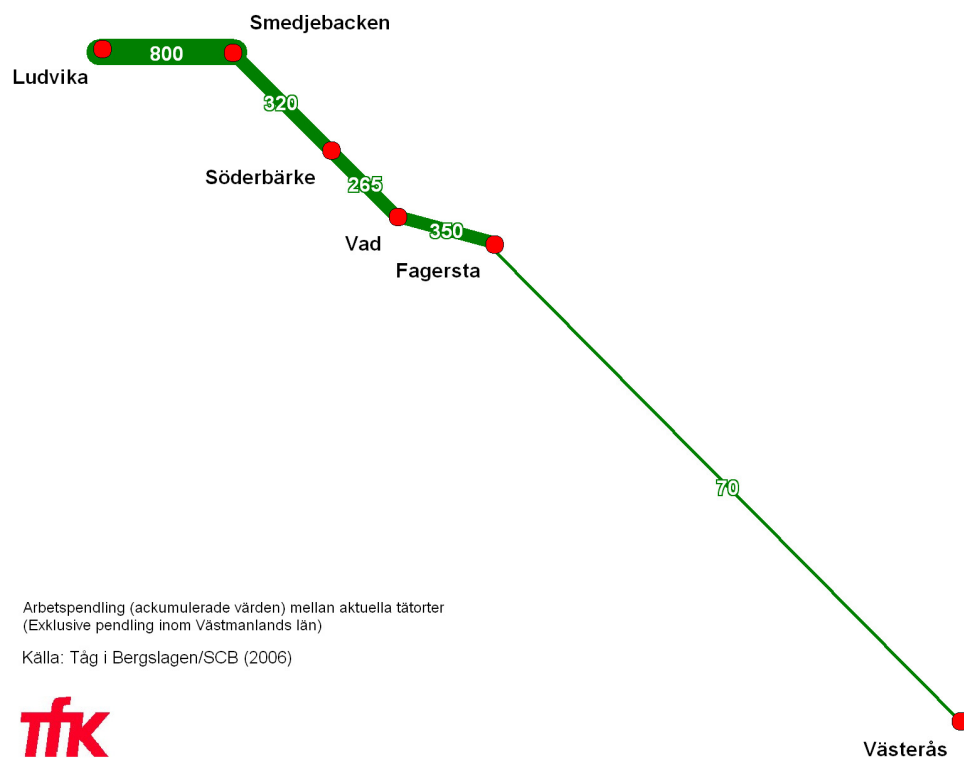 Smedjebacken
800
Ludvika
320
Söderbärke
265
Vad
350
Fagersta
70
Arbetspendling (ackumulerade värden) mellan aktuella tätorter
(Exklusive pendling inom Västmanlands län)
Källa: Tåg i Bergslagen/SCB (2006)
TfK
Västerås